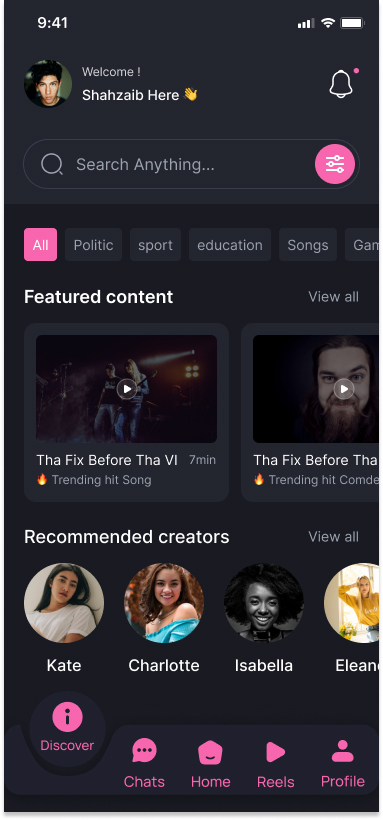 9:41
Welcome !
Shahzaib Here 👋
Search Anything...
All Politic sport education Songs Gam
Featured content View all
Tha Fix Before Tha VI 7min
🔥 Trending hit Song
Tha Fix Before Tha
🔥 Trending hit Comde
Recommended creators View all
Kate Charlotte Isabella Elean
Discover
Chats Home Reels Profile